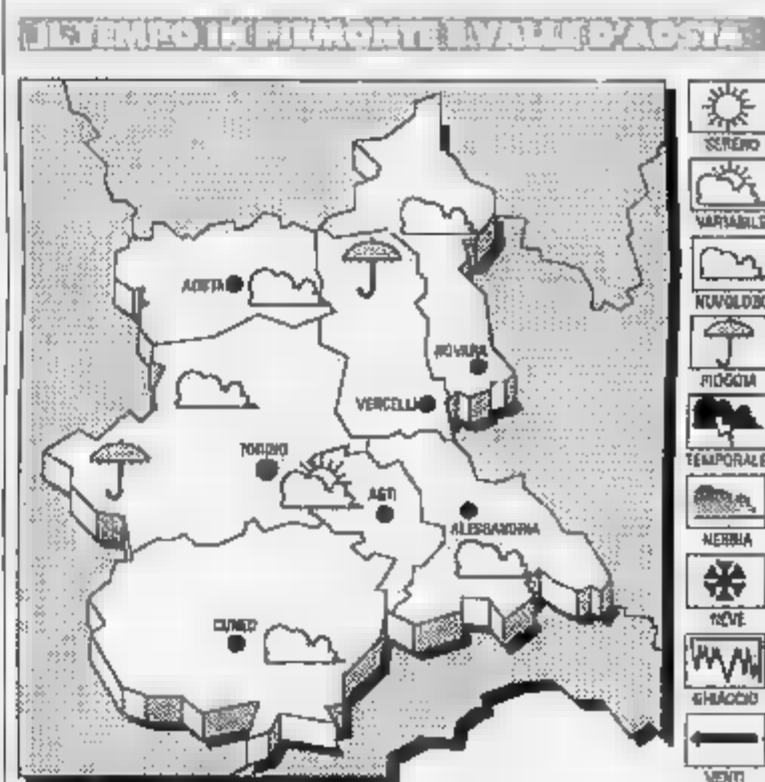 IL TEMPO IN PIEMONTE E VALLE D'AOSTA
SERENO
VARIABILE
NUVOLOSO
PIOGGIA
TEMPORALE
NEBBIA
NEVE
GHIACCIO
VENTI
AOSTA
NOVARA
VERCELLI
TORINO
ASTI
ALESSANDRIA
CUNEO